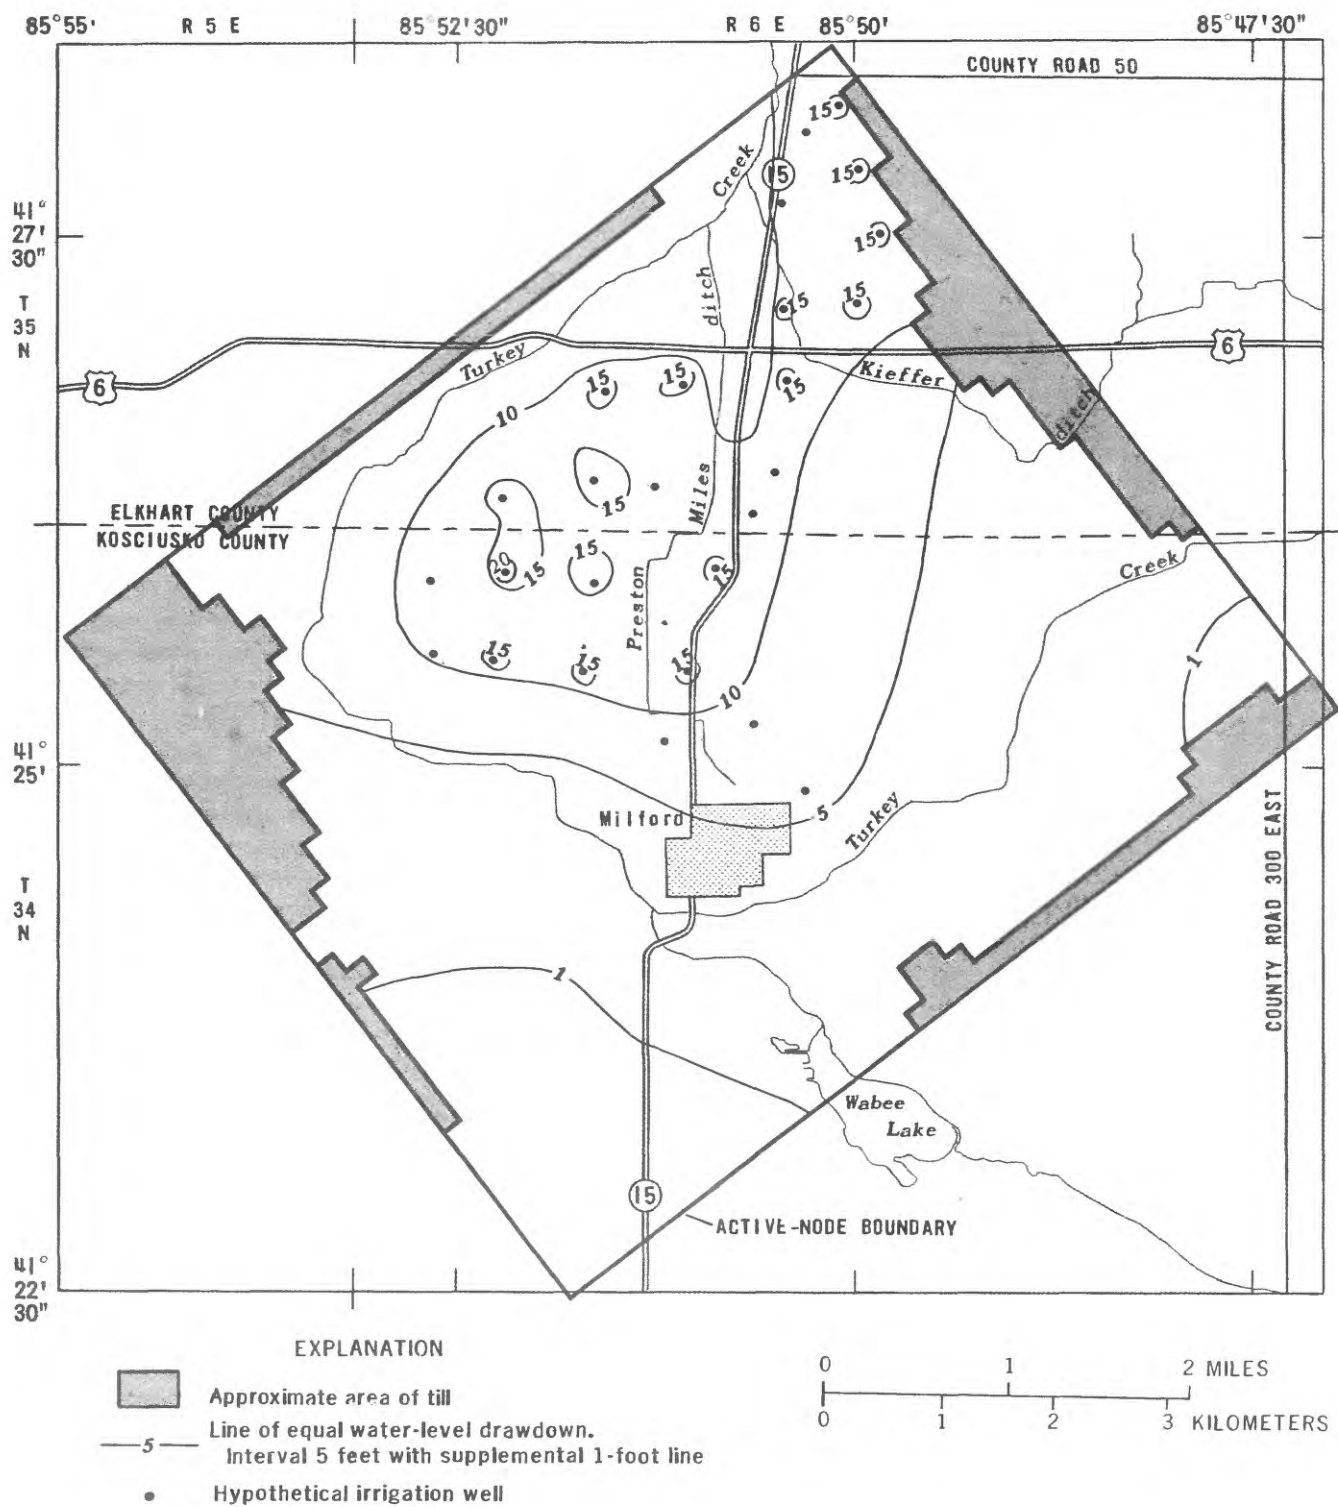 85°55' R 5 E 85°52'30" R 6 E 85°50' 85°47'30"
COUNTY ROAD 50
15
15
Creek
15
15
41°
27'
30"
15
ditch
15
15
T
35
N
6
Turkey
Kieffer
6
15
15
15
10
ditch
15
Miles
ELKHART COUNTY
KOSCIUSKO COUNTY
15
20
15
15
Creek
Preston
15
15
15
1
10
41°
25'
Milford
5
Turkey
T
34
N
COUNTY ROAD 300 EAST
1
Wabee
Lake
15
ACTIVE-NODE BOUNDARY
41°
22'
30"
EXPLANATION
Approximate area of till
5 Line of equal water-level drawdown.
Interval 5 feet with supplemental 1-foot line
Hypothetical irrigation well
0 1 2 MILES
0 1 2 3 KILOMETERS